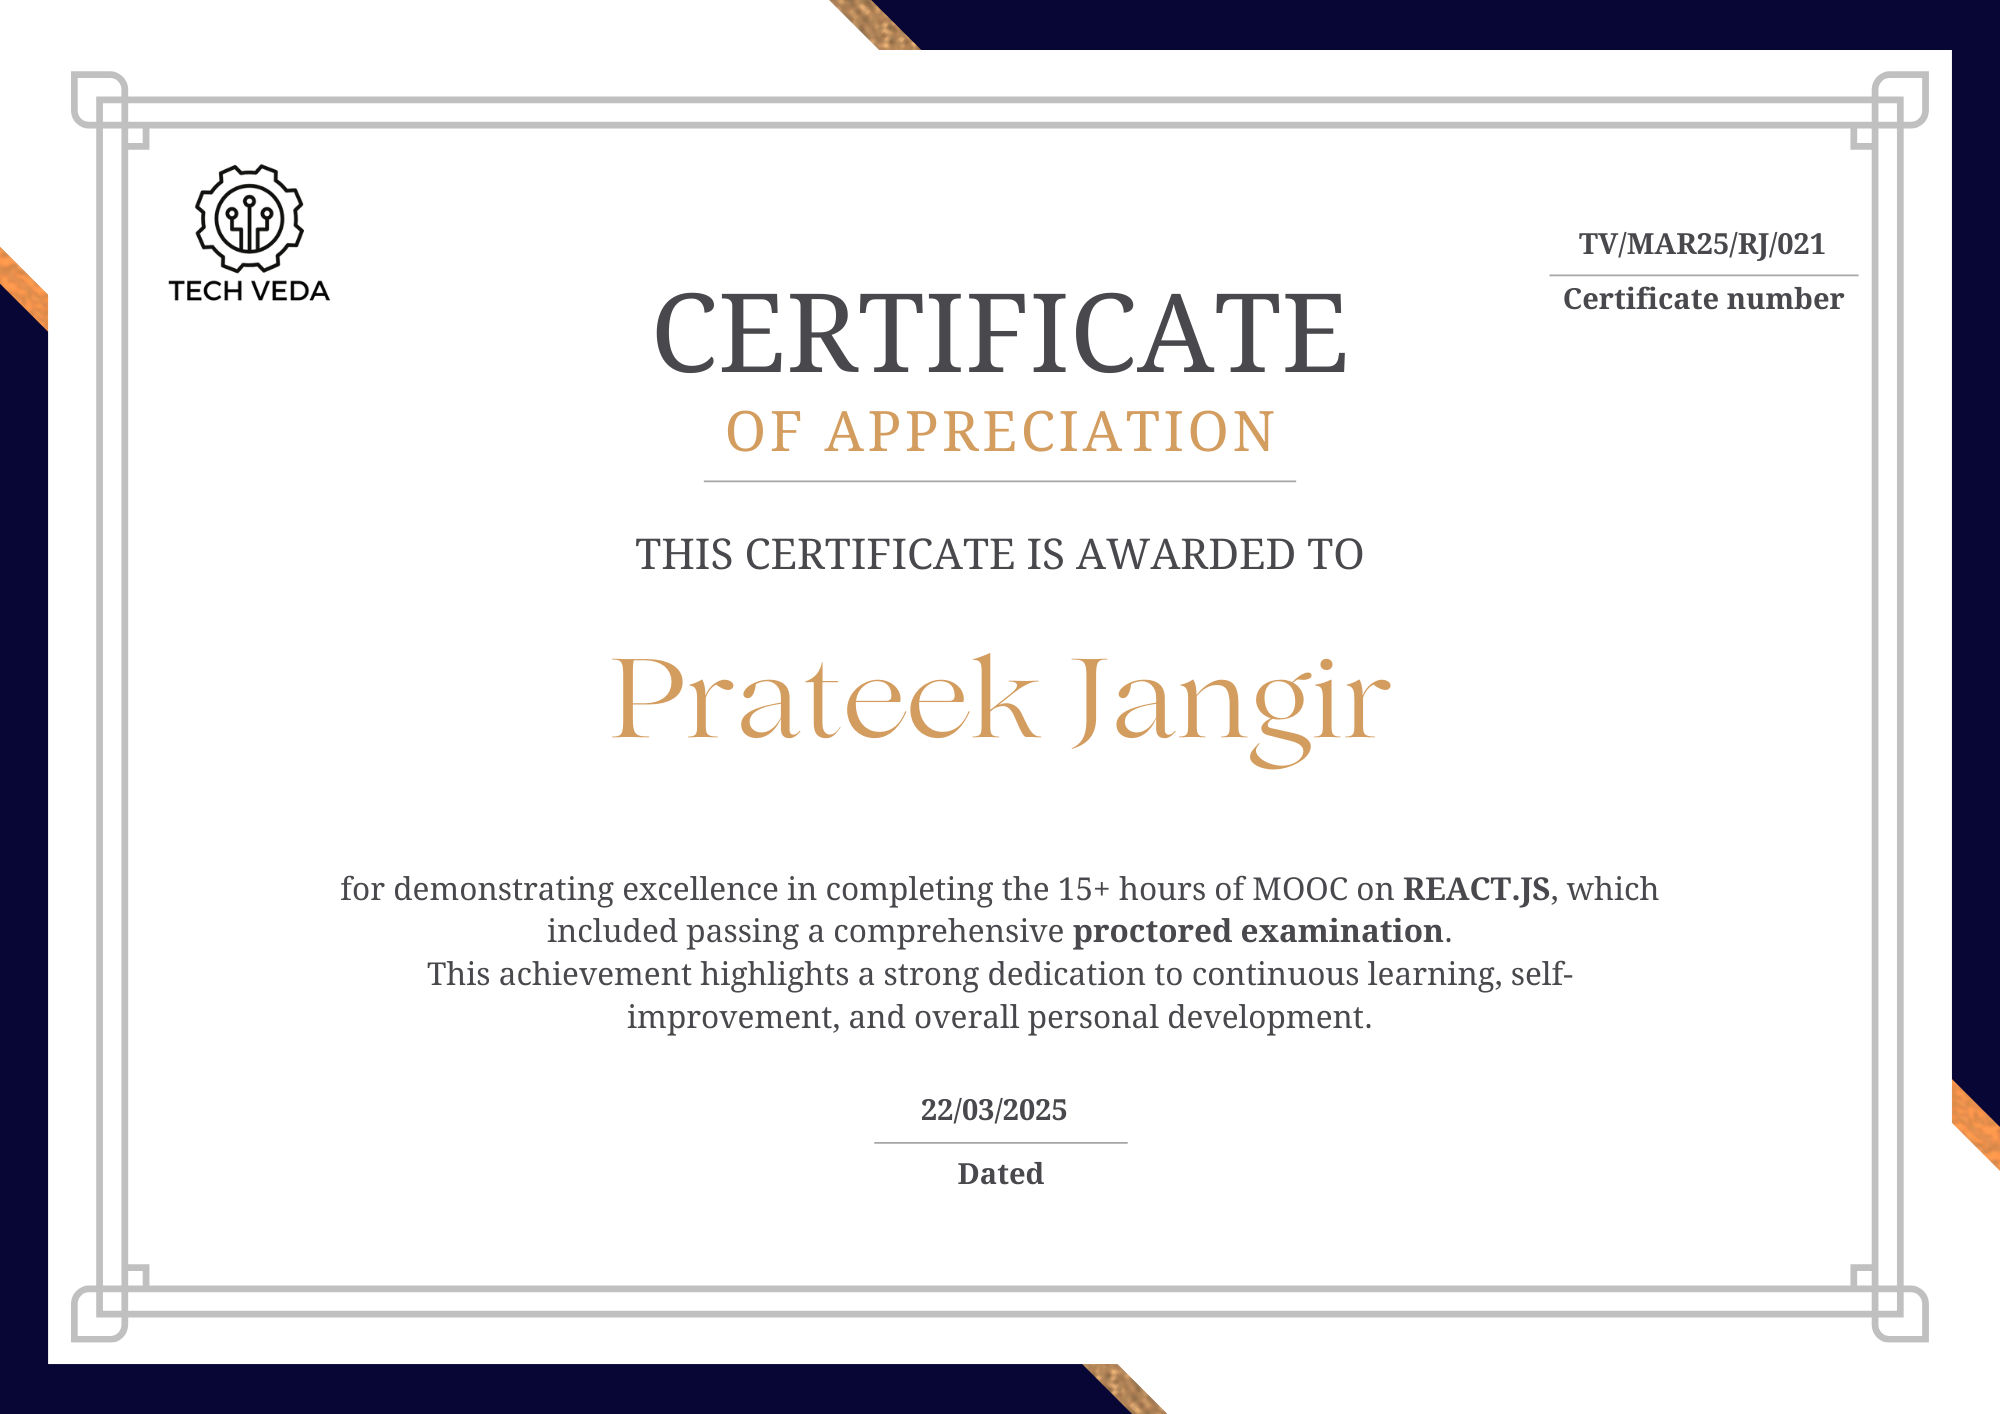 TECH VEDA
TV/MAR25/RJ/021
Certificate number
CERTIFICATE
OF APPRECIATION
THIS CERTIFICATE IS AWARDED TO
Prateek Jangir
for demonstrating excellence in completing the 15+ hours of MOOC on REACT.JS, which
included passing a comprehensive proctored examination.
This achievement highlights a strong dedication to continuous learning, self-
improvement, and overall personal development.
22/03/2025
Dated